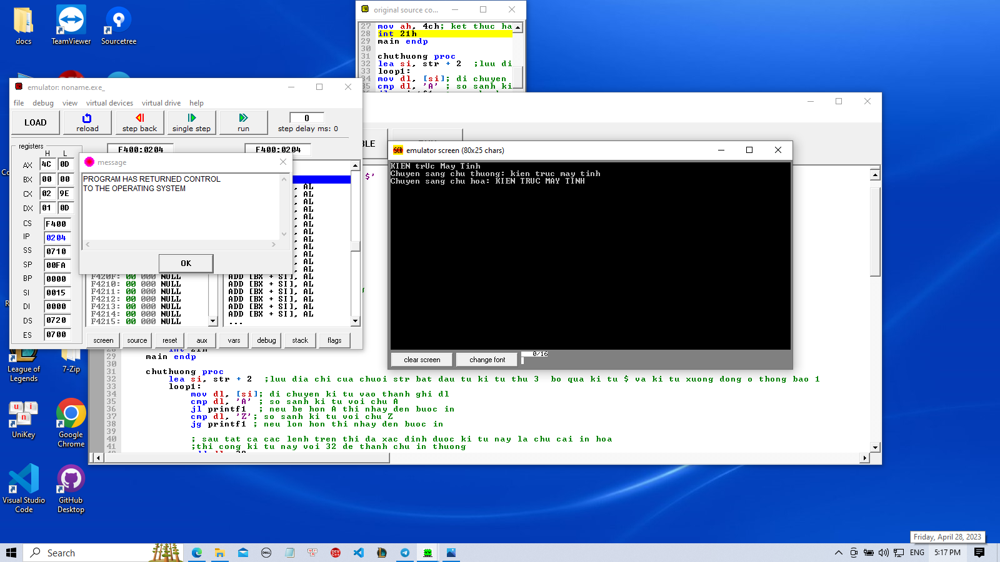 docs
TeamViewer
Sourcetree
original source co...
27 mov ah, 4ch; ket thuc ha
28 int 21h
29 main endp
30
31 chuthuong proc
32 lea si, str + 2 ;luu di
33 loop1:
34 mov dl, [si]; di chuyen
35 cmp dl, 'A' ; so sanh ki
emulator: noname.exe_
file debug view virtual devices virtual drive help
LOAD
reload
step back
single step
run
0
step delay ms: 0
registers
H L
F400:0204
F400:0204
AX 4C 0D
BX 00 00
CX 02 9E
DX 01 0D
CS F400
IP 0204
SS 0710
SP 00FA
BP 0000
SI 0015
DI 0000
DS 0720
ES 0700
message
PROGRAM HAS RETURNED CONTROL
TO THE OPERATING SYSTEM
OK
, AL
, AL
, AL
, AL
, AL
, AL
, AL
, AL
, AL
, AL
, AL
, AL
F420F: 00 000 NULL
F4210: 00 000 NULL
F4211: 00 000 NULL
F4212: 00 000 NULL
F4213: 00 000 NULL
F4214: 00 000 NULL
F4215: 00 000 NULL
ADD [BX + SI], AL
ADD [BX + SI], AL
ADD [BX + SI], AL
ADD [BX + SI], AL
ADD [BX + SI], AL
ADD [BX + SI], AL
...
screen source reset aux vars debug stack flags
BLE
$'
emulator screen (80x25 chars)
KIEN trUc May Tinh
Chuyen sang chu thuong: kien truc may tinh
Chuyen sang chu hoa: KIEN TRUC MAY TINH
clear screen
change font
0/16
int 21h
29 main endp
30
31 chuthuong proc
32 lea si, str + 2 ;luu dia chi cua chuoi str bat dau tu ki tu thu 3 bo qua ki tu $ va ki tu xuong dong o thong bao 1
33 loop1:
34 mov dl, [si]; di chuyen ki tu vao thanh ghi dl
35 cmp dl, 'A' ; so sanh ki tu voi chu A
36 jl printf1 ; neu be hon A thi nhay den buoc in
37 cmp dl, 'Z'; so sanh ki tu voi chu Z
38 jg printf1 ; neu lon hon thi nhay den buoc in
39
40 ; sau tat ca cac lenh tren thi da xac dinh duoc ki tu nay la chu cai in hoa
41 ;thi cong ki tu nay voi 32 de thanh chu in thuong
League of Legends
7-Zip
UniKey
Google Chrome
Visual Studio Code
GitHub Desktop
Friday, April 28, 2023
Search
ENG
5:17 PM